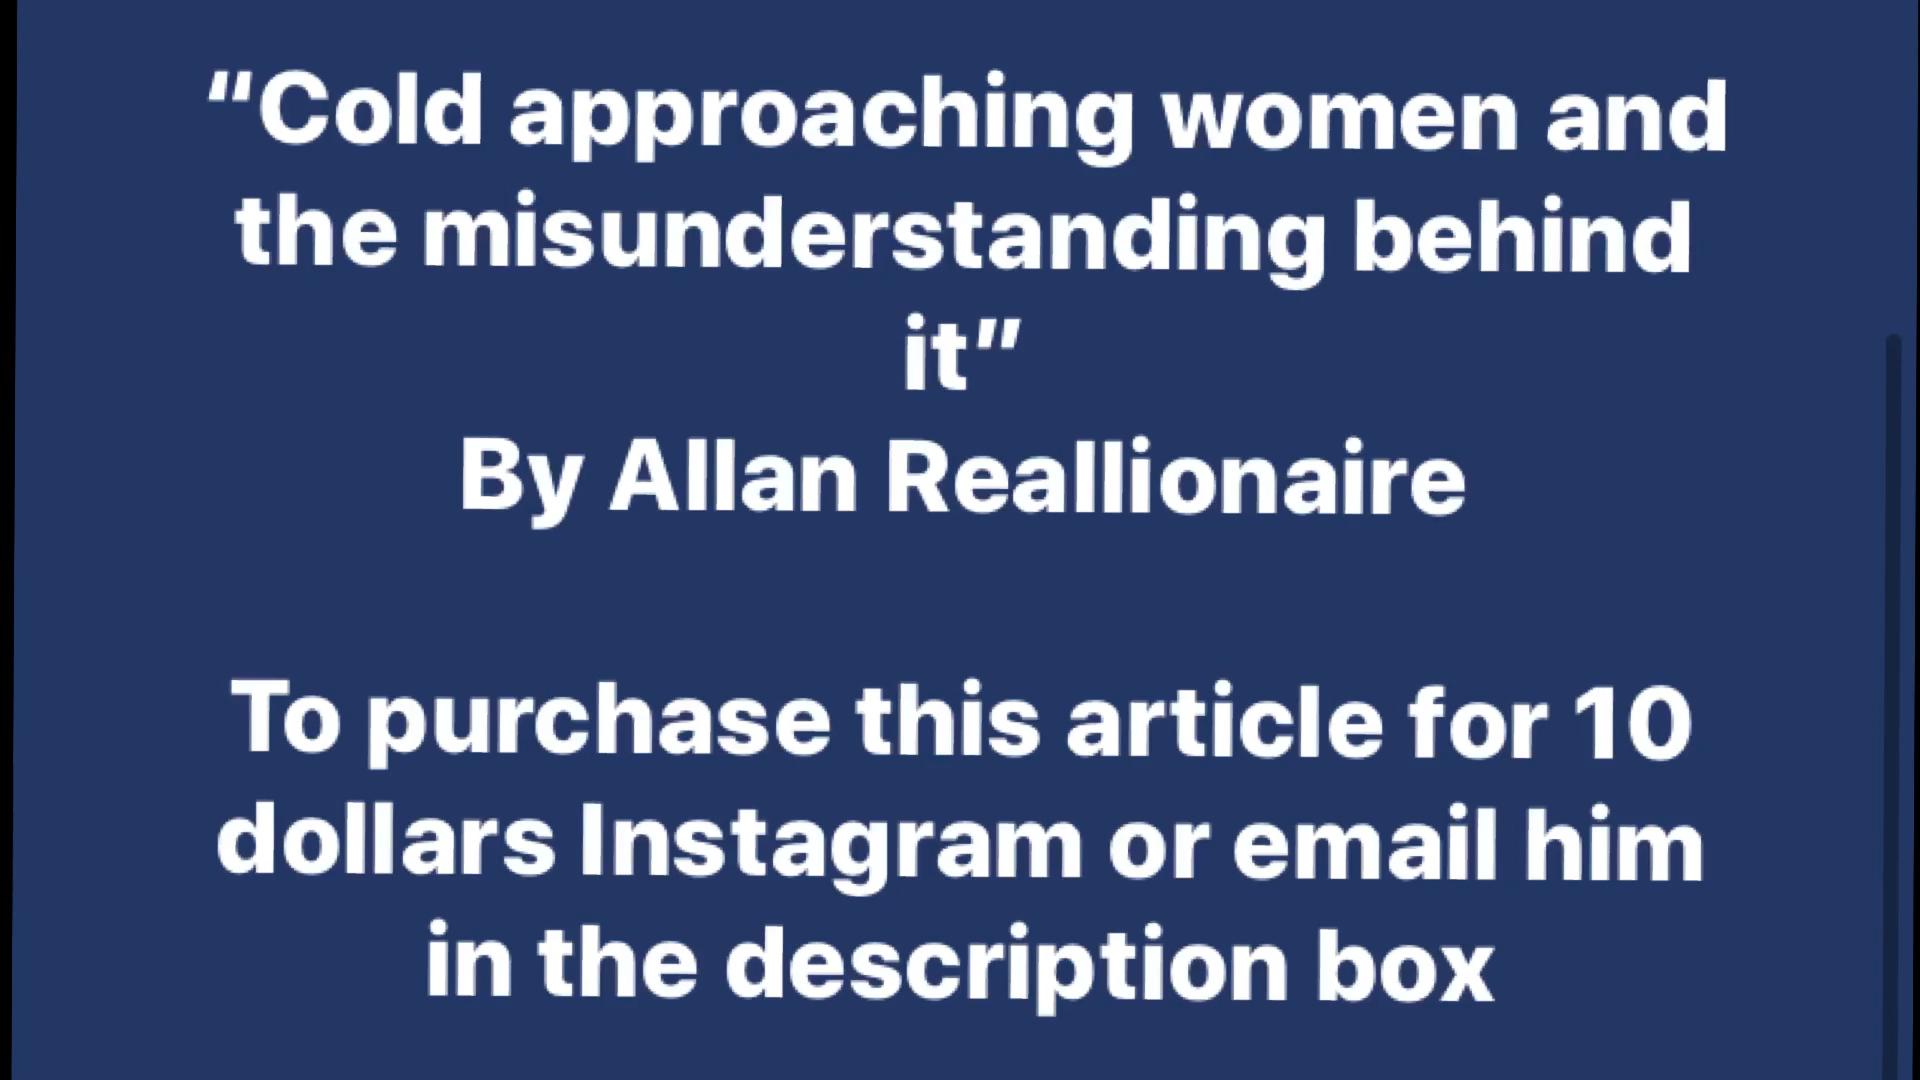 “Cold approaching women and
the misunderstanding behind
it”
By Allan Reallionaire
To purchase this article for 10
dollars Instagram or email him
in the description box